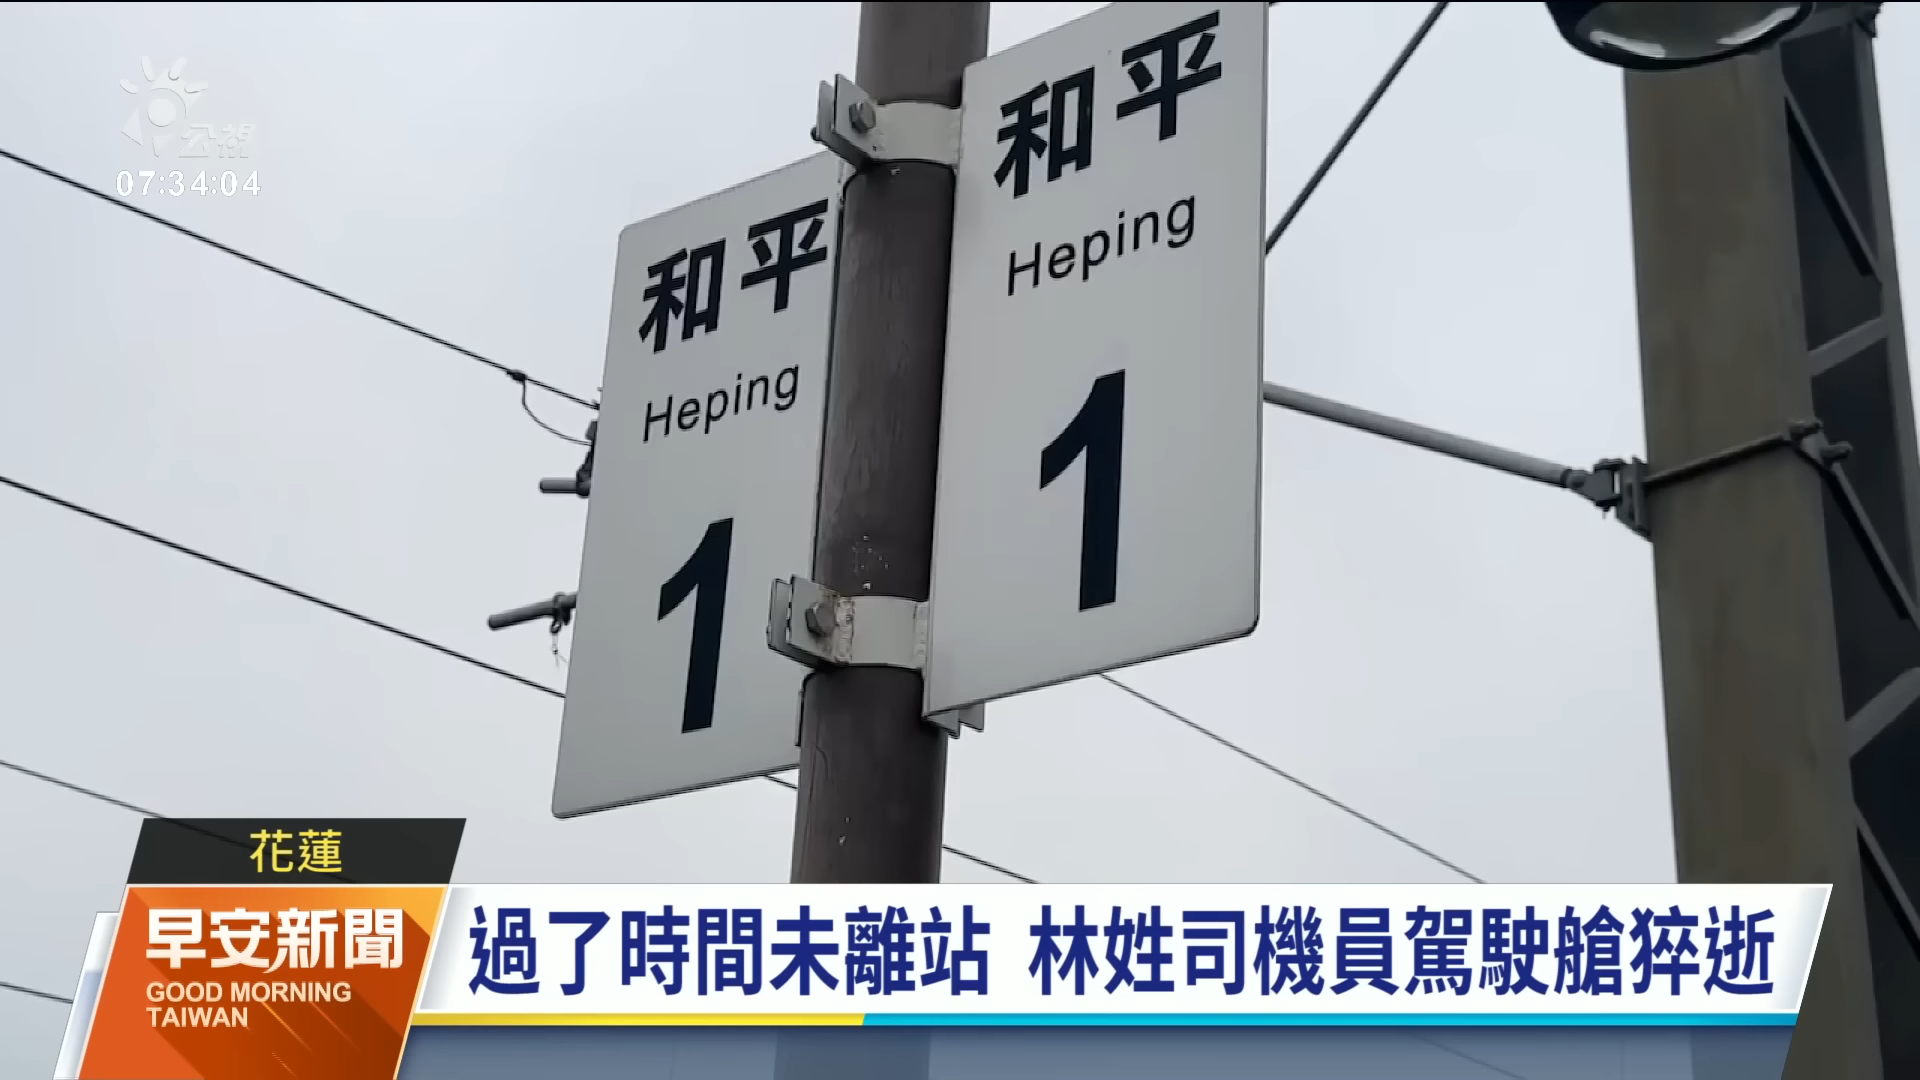 公視
07:34:04
和平
Heping
1
和平
Heping
1
花蓮
早安新聞
GOOD MORNING
TAIWAN
過了時間未離站 林姓司機員駕駛艙猝逝